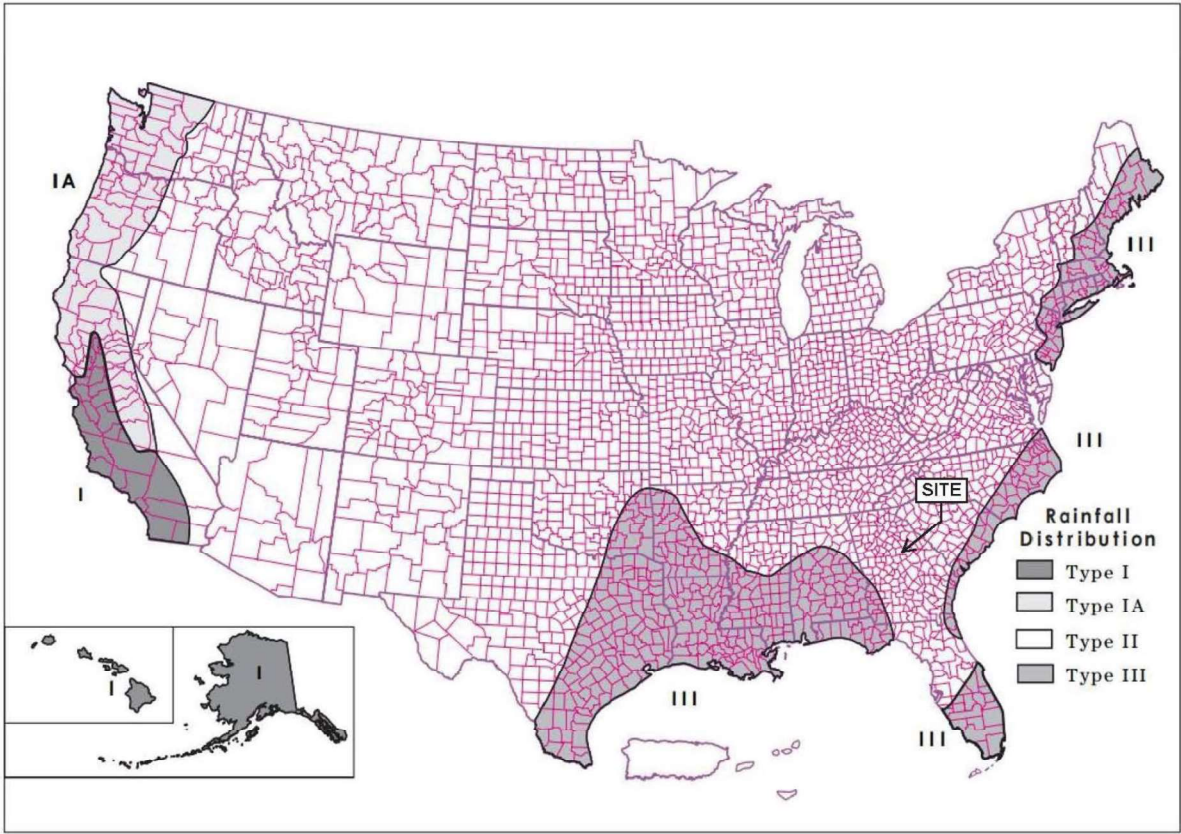 IA
III
III
SITE
Rainfall
Distribution
Type I
Type IA
Type II
Type III
I
I
I
III
III